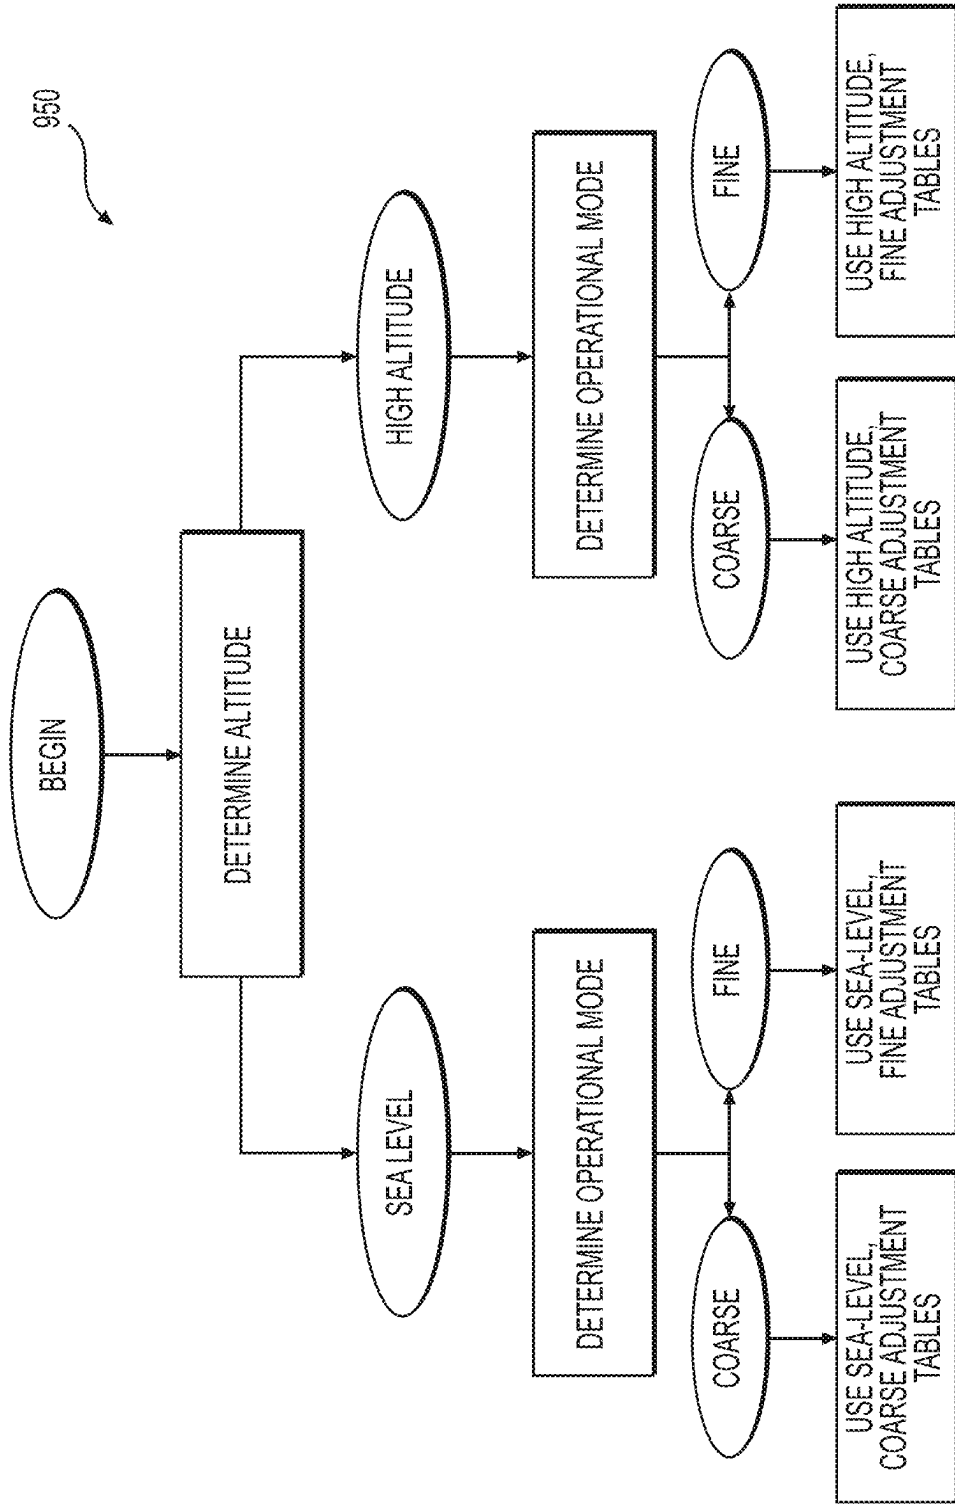 950
BEGIN
DETERMINE ALTITUDE
SEA LEVEL
HIGH ALTITUDE
DETERMINE OPERATIONAL MODE
DETERMINE OPERATIONAL MODE
COARSE
FINE
COARSE
FINE
USE SEA-LEVEL,
COARSE ADJUSTMENT
TABLES
USE SEA-LEVEL,
FINE ADJUSTMENT
TABLES
USE HIGH ALTITUDE,
COARSE ADJUSTMENT
TABLES
USE HIGH ALTITUDE,
FINE ADJUSTMENT
TABLES